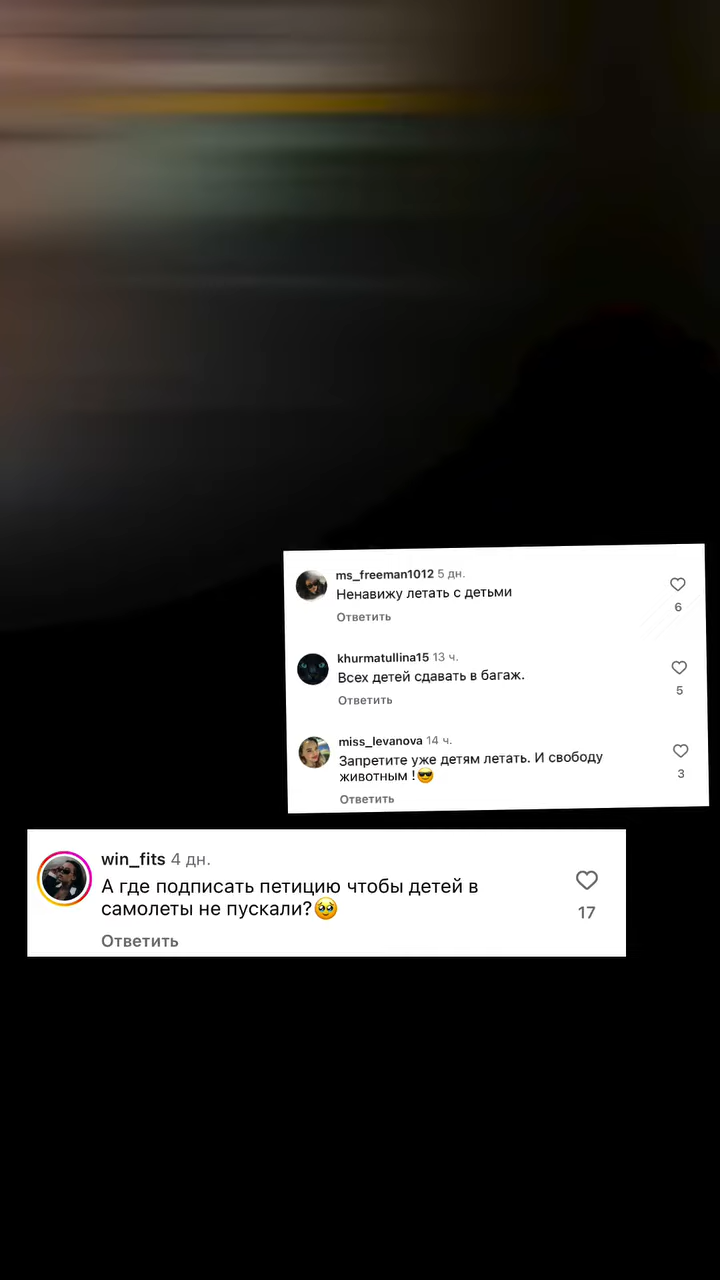 ms_freeman1012 5 дн.
Ненавижу летать с детьми
6
Ответить
khurmatullina15 13 ч.
Всех детей сдавать в багаж.
5
Ответить
miss_levanova 14 ч.
Запретите уже детям летать. И свободу
животным !😎
3
Ответить
win_fits 4 дн.
А где подписать петицию чтобы детей в
самолеты не пускали?🥹
17
Ответить